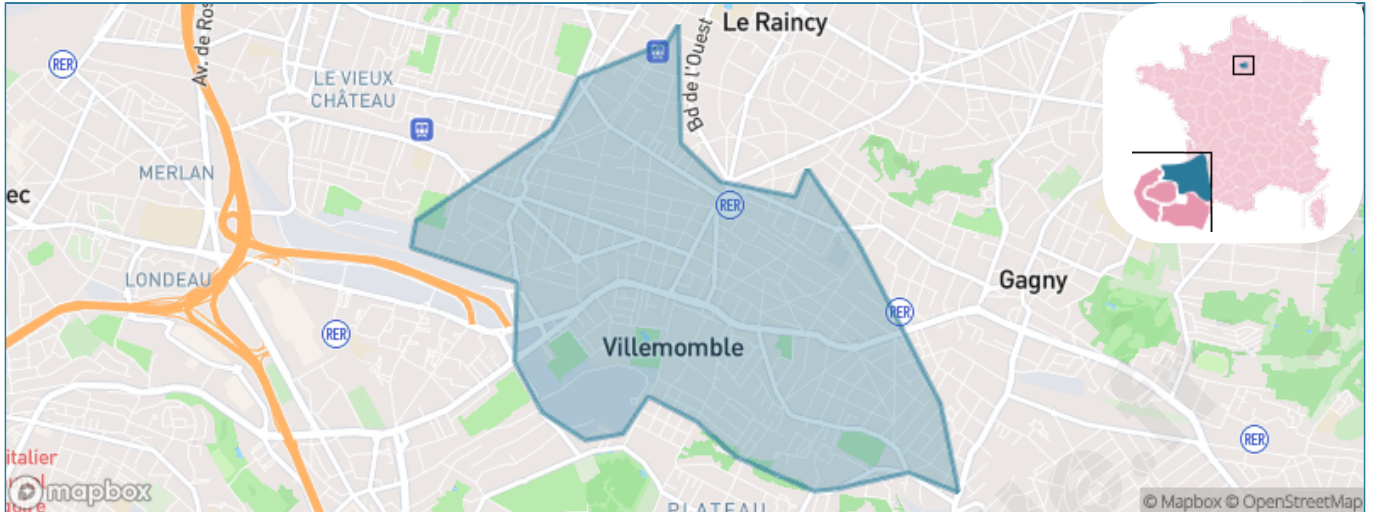 Le Raincy
Av. de Ros
RER
Bd de l'Ouest
LE VIEUX
CHÂTEAU
MERLAN
ec
RER
LONDEAU
Gagny
RER
RER
Villemomble
RER
italier
mapbox
PLATEAU
© Mapbox © OpenStreetMap